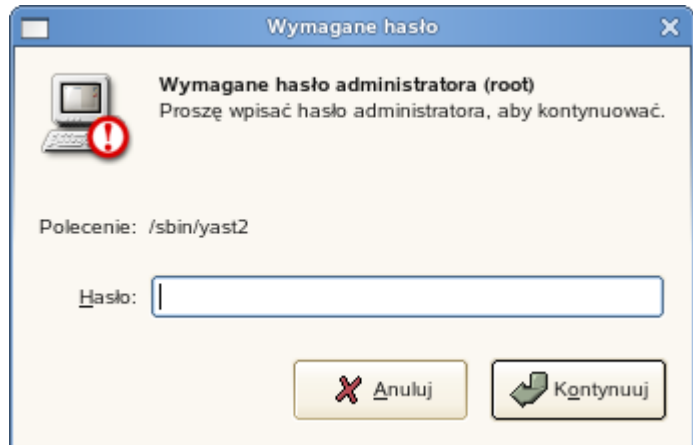 Wymagane hasło
Wymagane hasło administratora (root)
Proszę wpisać hasło administratora, aby kontynuować.
Polecenie: /sbin/yast2
Hasło:
Anuluj
Kontynuuj